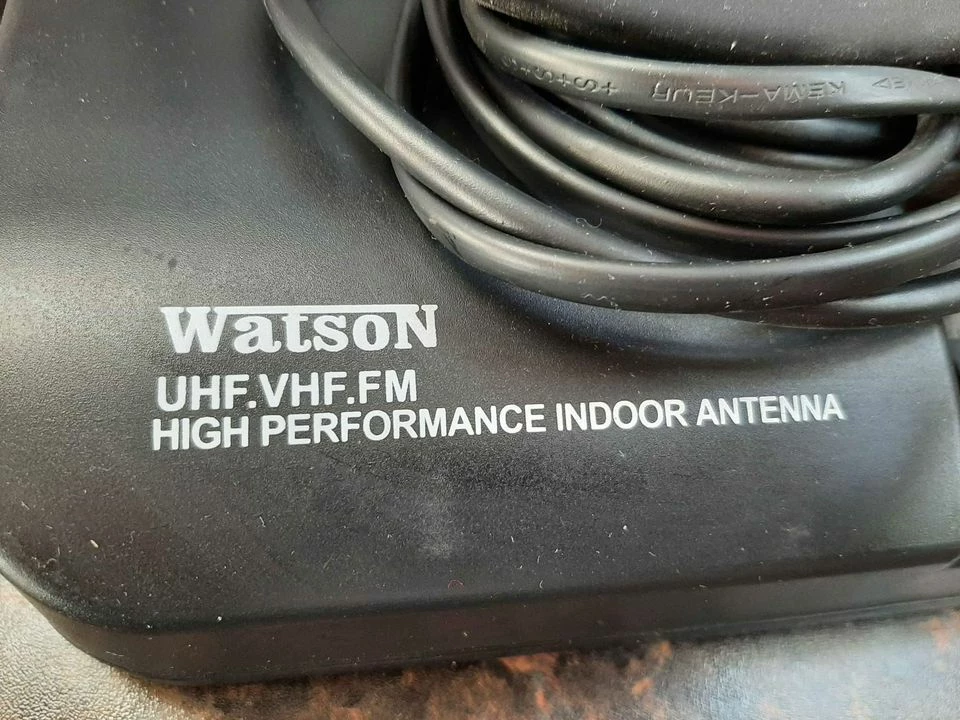 KEMA-KEUR
WatsoN
UHF.VHF.FM
HIGH PERFORMANCE INDOOR ANTENNA